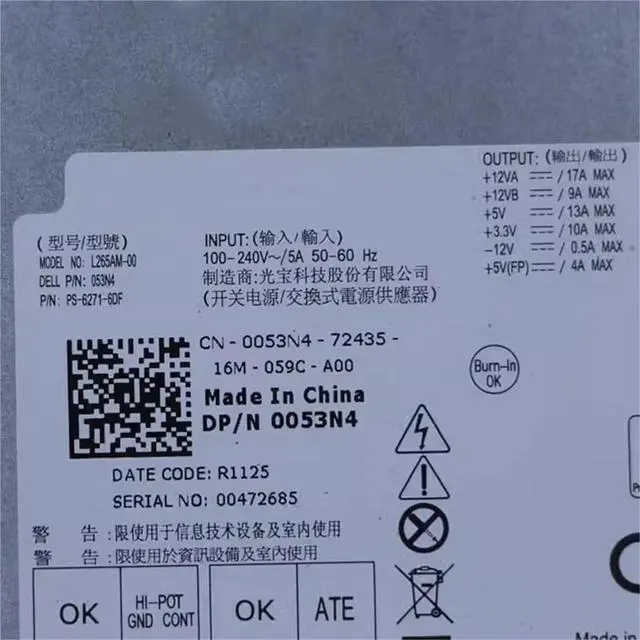 OUTPUT: (输出/輸出)
+12VA ⎓ / 17A MAX
+12VB ⎓ / 9A MAX
+5V ⎓ / 13A MAX
+3.3V ⎓ / 10A MAX
-12V ⎓ / 0.5A MAX
+5V(FP) ⎓ / 4A MAX
(型号/型號)
MODEL NO: L265AM-00
DELL P/N: 053N4
P/N: PS-6271-6DF
INPUT: (输入/輸入)
100-240V~/5A 50-60 Hz
制造商:光宝科技股份有限公司
(开关电源/交換式電源供應器)
CN - 0053N4 - 72435 -
16M - 059C - A00
Made In China
DP/N 0053N4
Burn-In
OK
DATE CODE: R1125
SERIAL NO: 00472685
警 告 :限使用于信息技术设备及室内使用
警 告 :限使用於資訊設備及室內使用
OK
HI-POT
GND CONT
OK
ATE
Made in